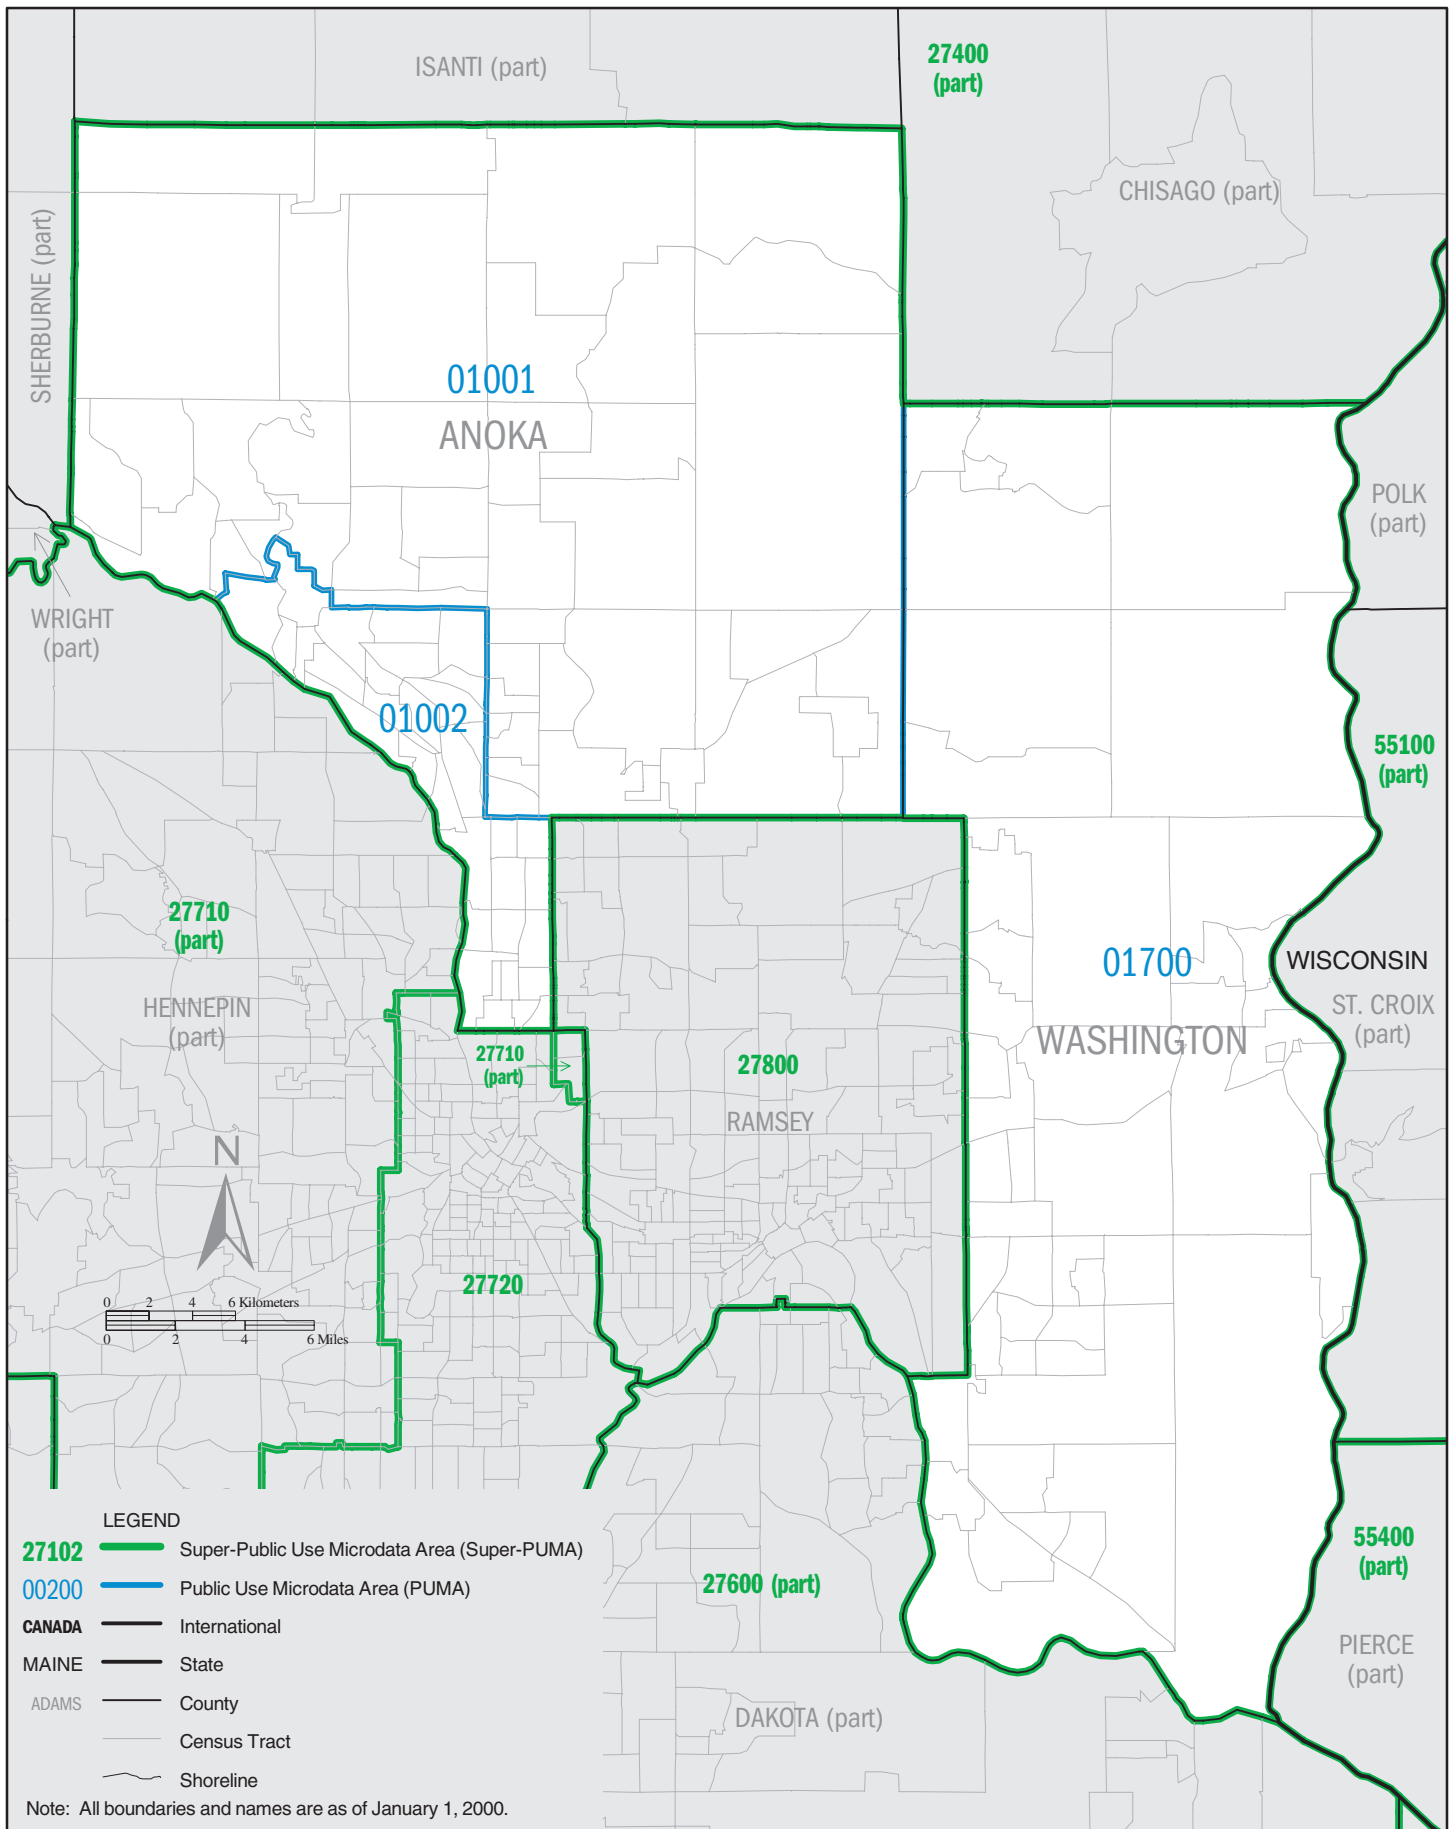 ISANTI (part)
27400
(part)
CHISAGO (part)
SHERBURNE (part)
01001
ANOKA
POLK
(part)
WRIGHT
(part)
01002
55100
(part)
27710
(part)
01700
WISCONSIN
HENNEPIN
(part)
ST. CROIX
(part)
WASHINGTON
27710
(part)
27800
RAMSEY
N
27720
0 2 4 6 Kilometers
0 2 4 6 Miles
LEGEND
27102 Super-Public Use Microdata Area (Super-PUMA)
00200 Public Use Microdata Area (PUMA)
CANADA International
MAINE State
ADAMS County
Census Tract
Shoreline
Note: All boundaries and names are as of January 1, 2000.
27600 (part)
55400
(part)
PIERCE
(part)
DAKOTA (part)